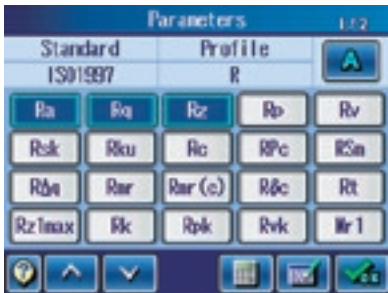 Parameters 1/2
Standard Profile
ISO1997 R
A
Ra Rq Rz Rp Rv
Rsk Rku Rc RPc RSm
RΔq Rmr Rmr(c) Rδc Rt
Rz1max Rk Rpk Rvk Mr1